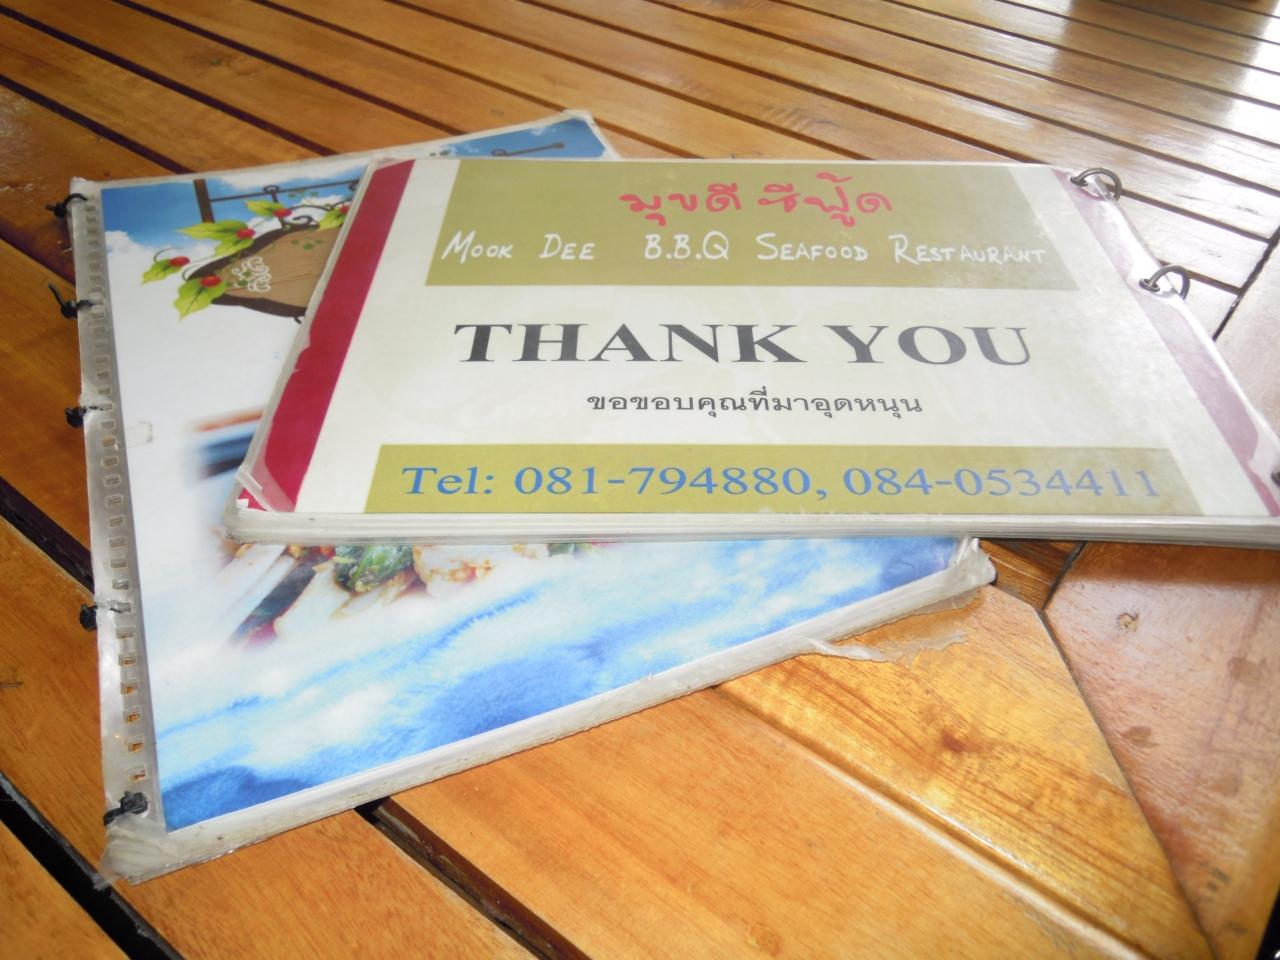 มุขดี ซีฟู้ด
MOOK DEE B.B.Q SEAFOOD RESTAURANT
THANK YOU
ขอขอบคุณที่มาอุดหนุน
Tel: 081-794880, 084-0534411